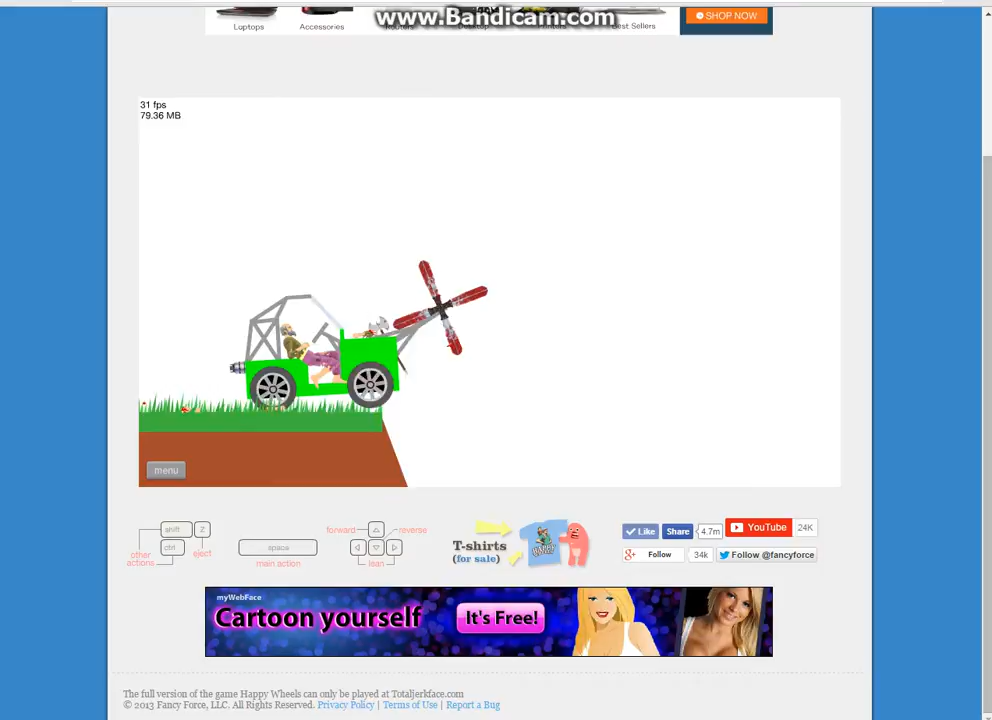 www.Bandicam.com
SHOP NOW
Laptops
Accessories
Best Sellers
31 fps
79.36 MB
menu
shift
Z
ctrl
eject
other
actions
space
main action
forward
reverse
lean
T-shirts
(for sale)
Like
Share
4.7m
YouTube
24K
Follow
34k
Follow @fancyforce
myWebFace
Cartoon yourself
It's Free!
The full version of the game Happy Wheels can only be played at Totaljerkface.com
© 2013 Fancy Force, LLC. All Rights Reserved. Privacy Policy | Terms of Use | Report a Bug